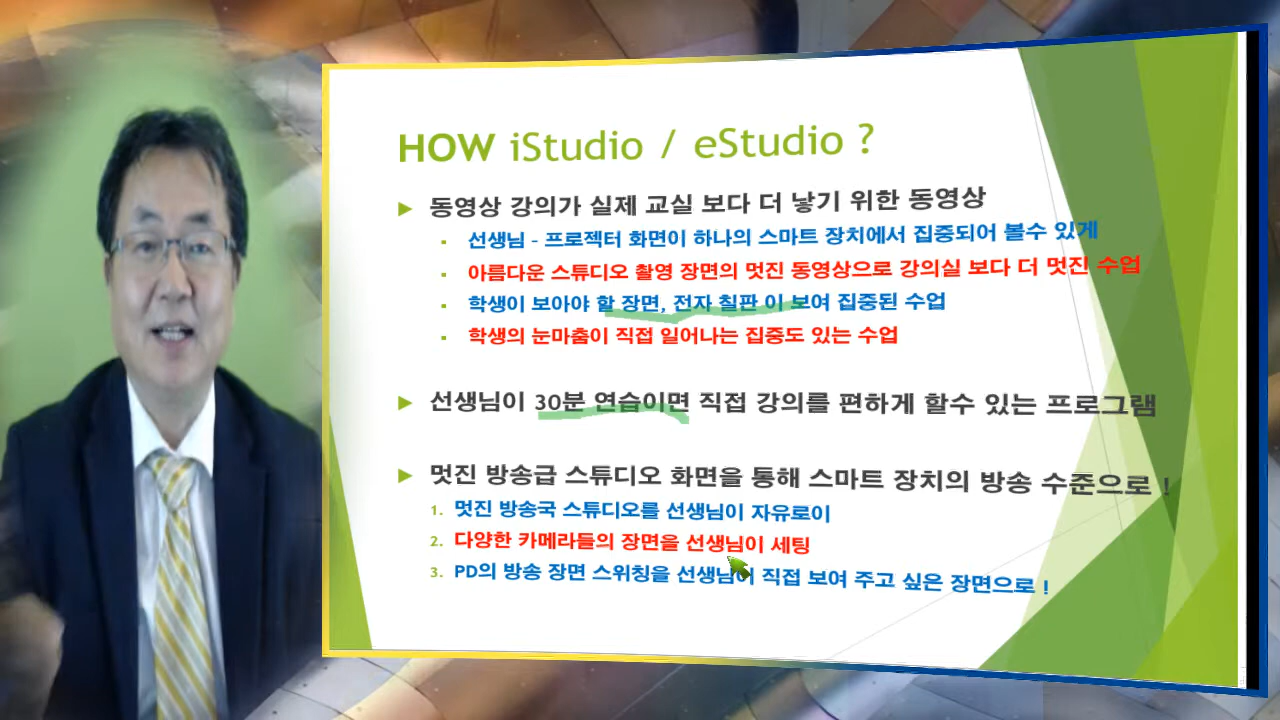 HOW iStudio / eStudio ?
동영상 강의가 실제 교실 보다 더 낳기 위한 동영상
선생님 - 프로젝터 화면이 하나의 스마트 장치에서 집중되어 볼수 있게
아름다운 스튜디오 촬영 장면의 멋진 동영상으로 강의실 보다 더 멋진 수업
학생이 보아야 할 장면, 전자 칠판 이 보여 집중된 수업
학생의 눈마춤이 직접 일어나는 집중도 있는 수업
선생님이 30분 연습이면 직접 강의를 편하게 할수 있는 프로그램
멋진 방송급 스튜디오 화면을 통해 스마트 장치의 방송 수준으로 !
1. 멋진 방송국 스튜디오를 선생님이 자유로이
2. 다양한 카메라들의 장면을 선생님이 세팅
3. PD의 방송 장면 스위칭을 선생님이 직접 보여 주고 싶은 장면으로 !